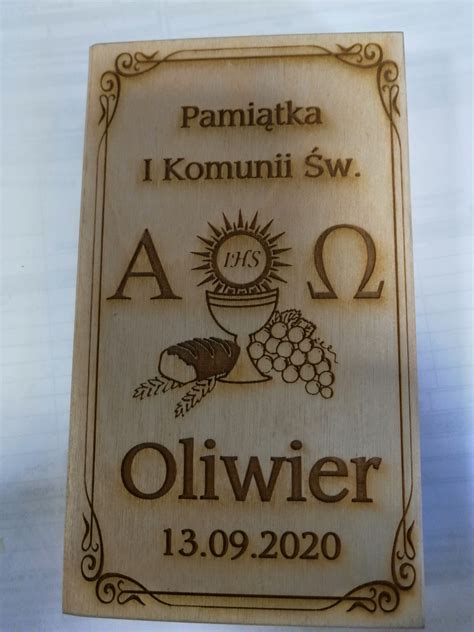 Pamiątka
I Komunii Św.
Α IHS Ω
Oliwier
13.09.2020